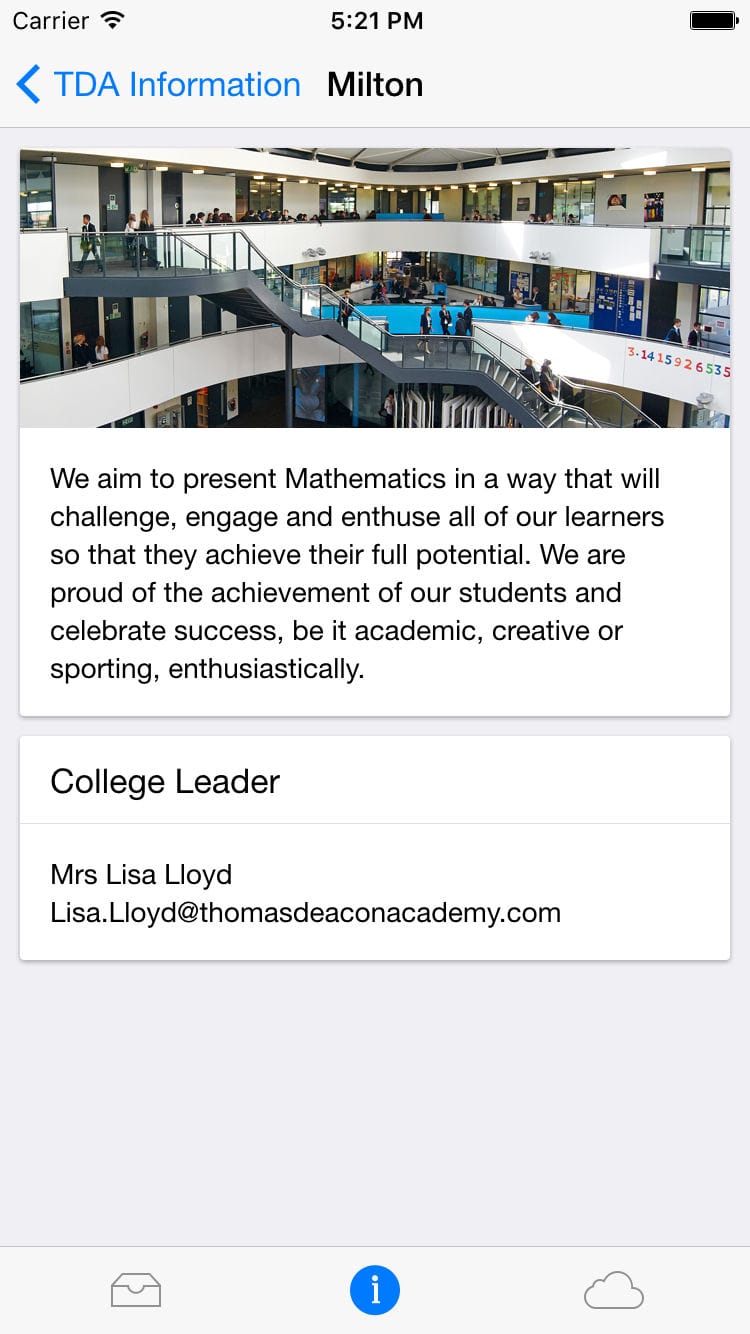 Carrier 5:21 PM
TDA Information Milton
3.1415926535
We aim to present Mathematics in a way that will
challenge, engage and enthuse all of our learners
so that they achieve their full potential. We are
proud of the achievement of our students and
celebrate success, be it academic, creative or
sporting, enthusiastically.
College Leader
Mrs Lisa Lloyd
Lisa.Lloyd@thomasdeaconacademy.com